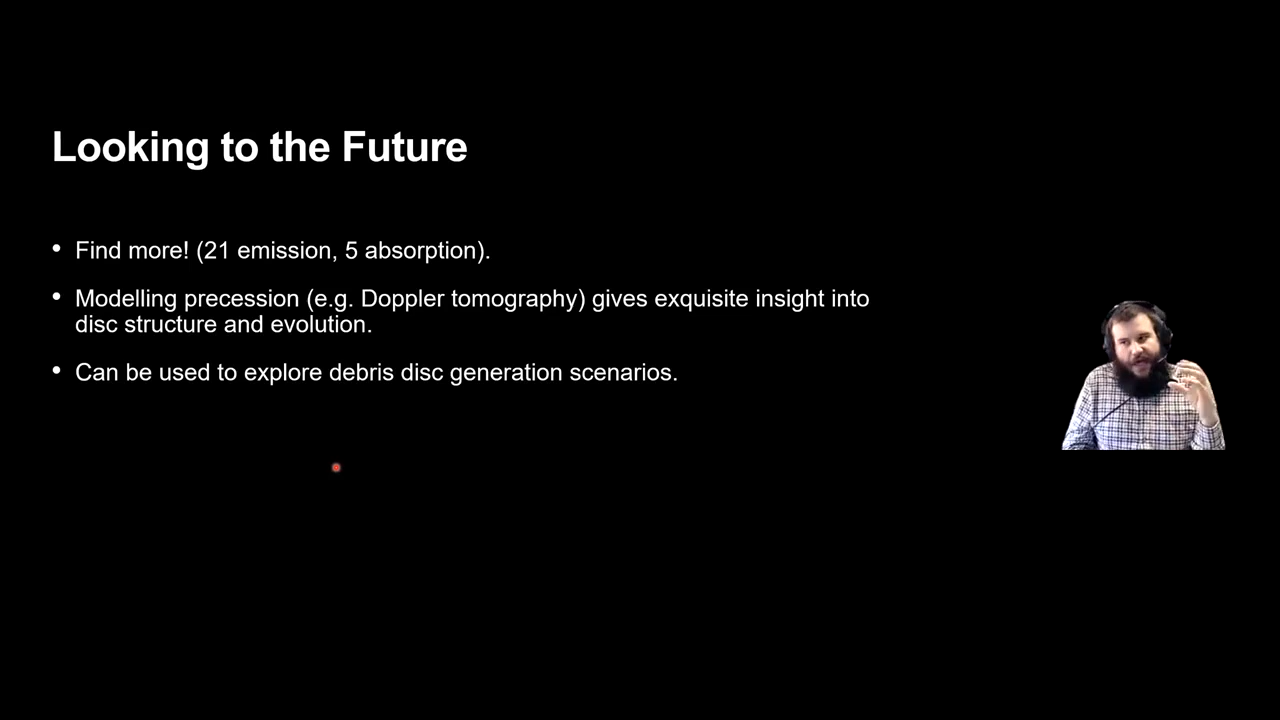 Looking to the Future
• Find more! (21 emission, 5 absorption).
• Modelling precession (e.g. Doppler tomography) gives exquisite insight into
disc structure and evolution.
• Can be used to explore debris disc generation scenarios.